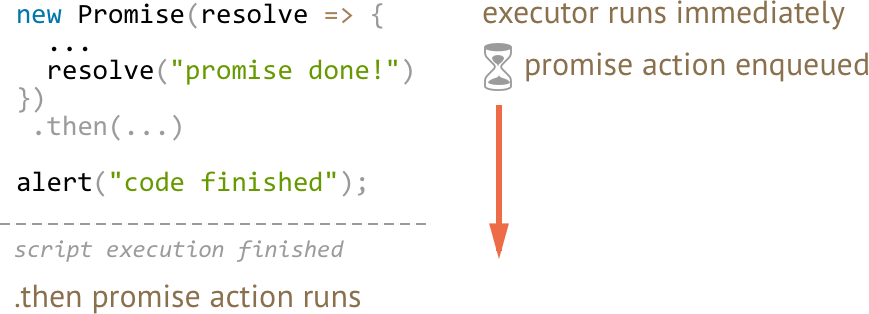 new Promise(resolve => {
executor runs immediately
  ...
  resolve("promise done!")
promise action enqueued
})
 .then(...)
alert("code finished");
script execution finished
.then promise action runs